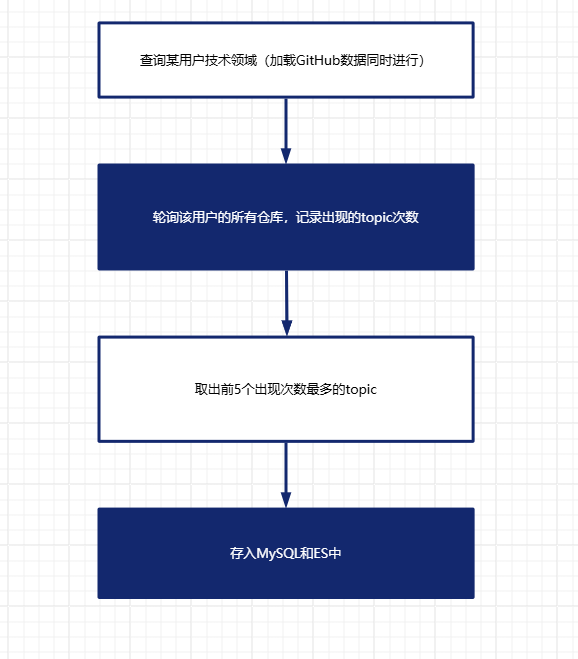 查询某用户技术领域（加载GitHub数据同时进行）
轮询该用户的所有仓库，记录出现的topic次数
取出前5个出现次数最多的topic
存入MySQL和ES中